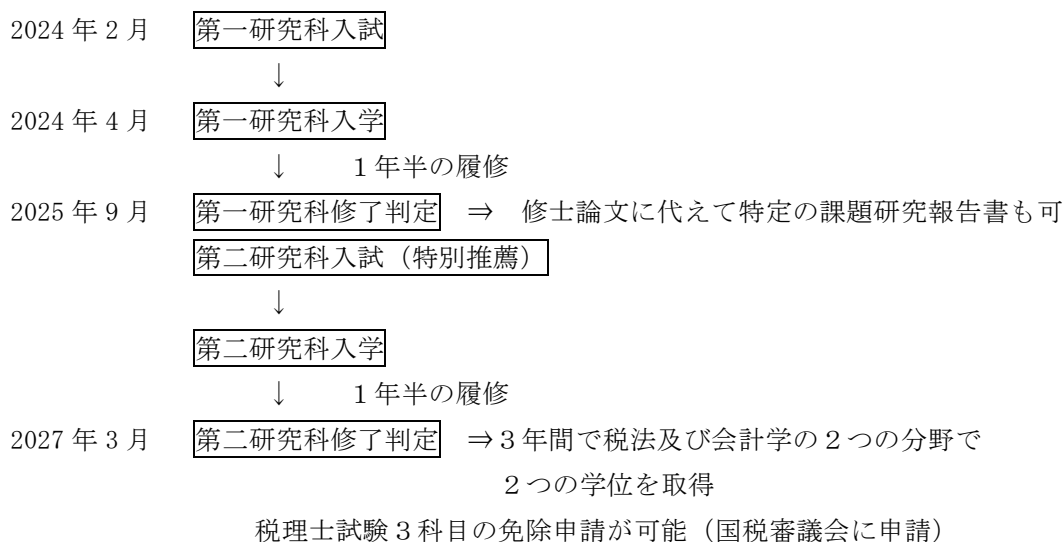 2024年2月 第一研究科入試
↓
2024年4月 第一研究科入学
↓ 1年半の履修
2025年9月 第一研究科修了判定 ⇒ 修士論文に代えて特定の課題研究報告書も可
第二研究科入試(特別推薦)
↓
第二研究科入学
↓ 1年半の履修
2027年3月 第二研究科修了判定 ⇒3年間で税法及び会計学の2つの分野で
2つの学位を取得
税理士試験3科目の免除申請が可能(国税審議会に申請)